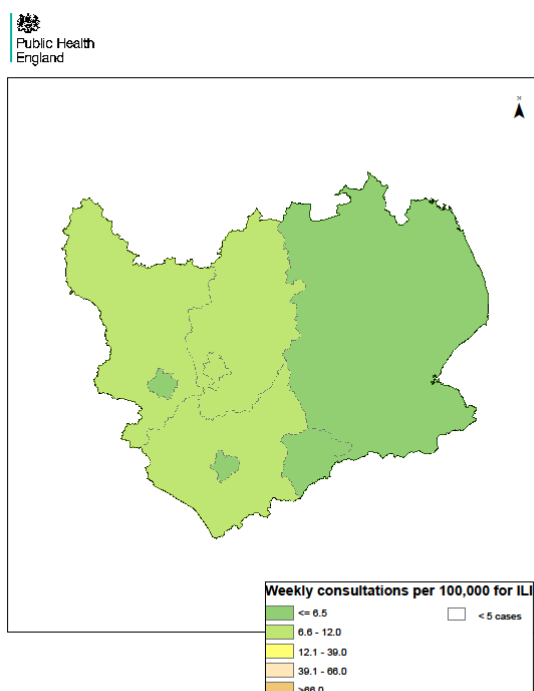 Public Health
England
N
Weekly consultations per 100,000 for ILI
<= 6.5
< 5 cases
6.6 - 12.0
12.1 - 39.0
39.1 - 66.0
>66.0